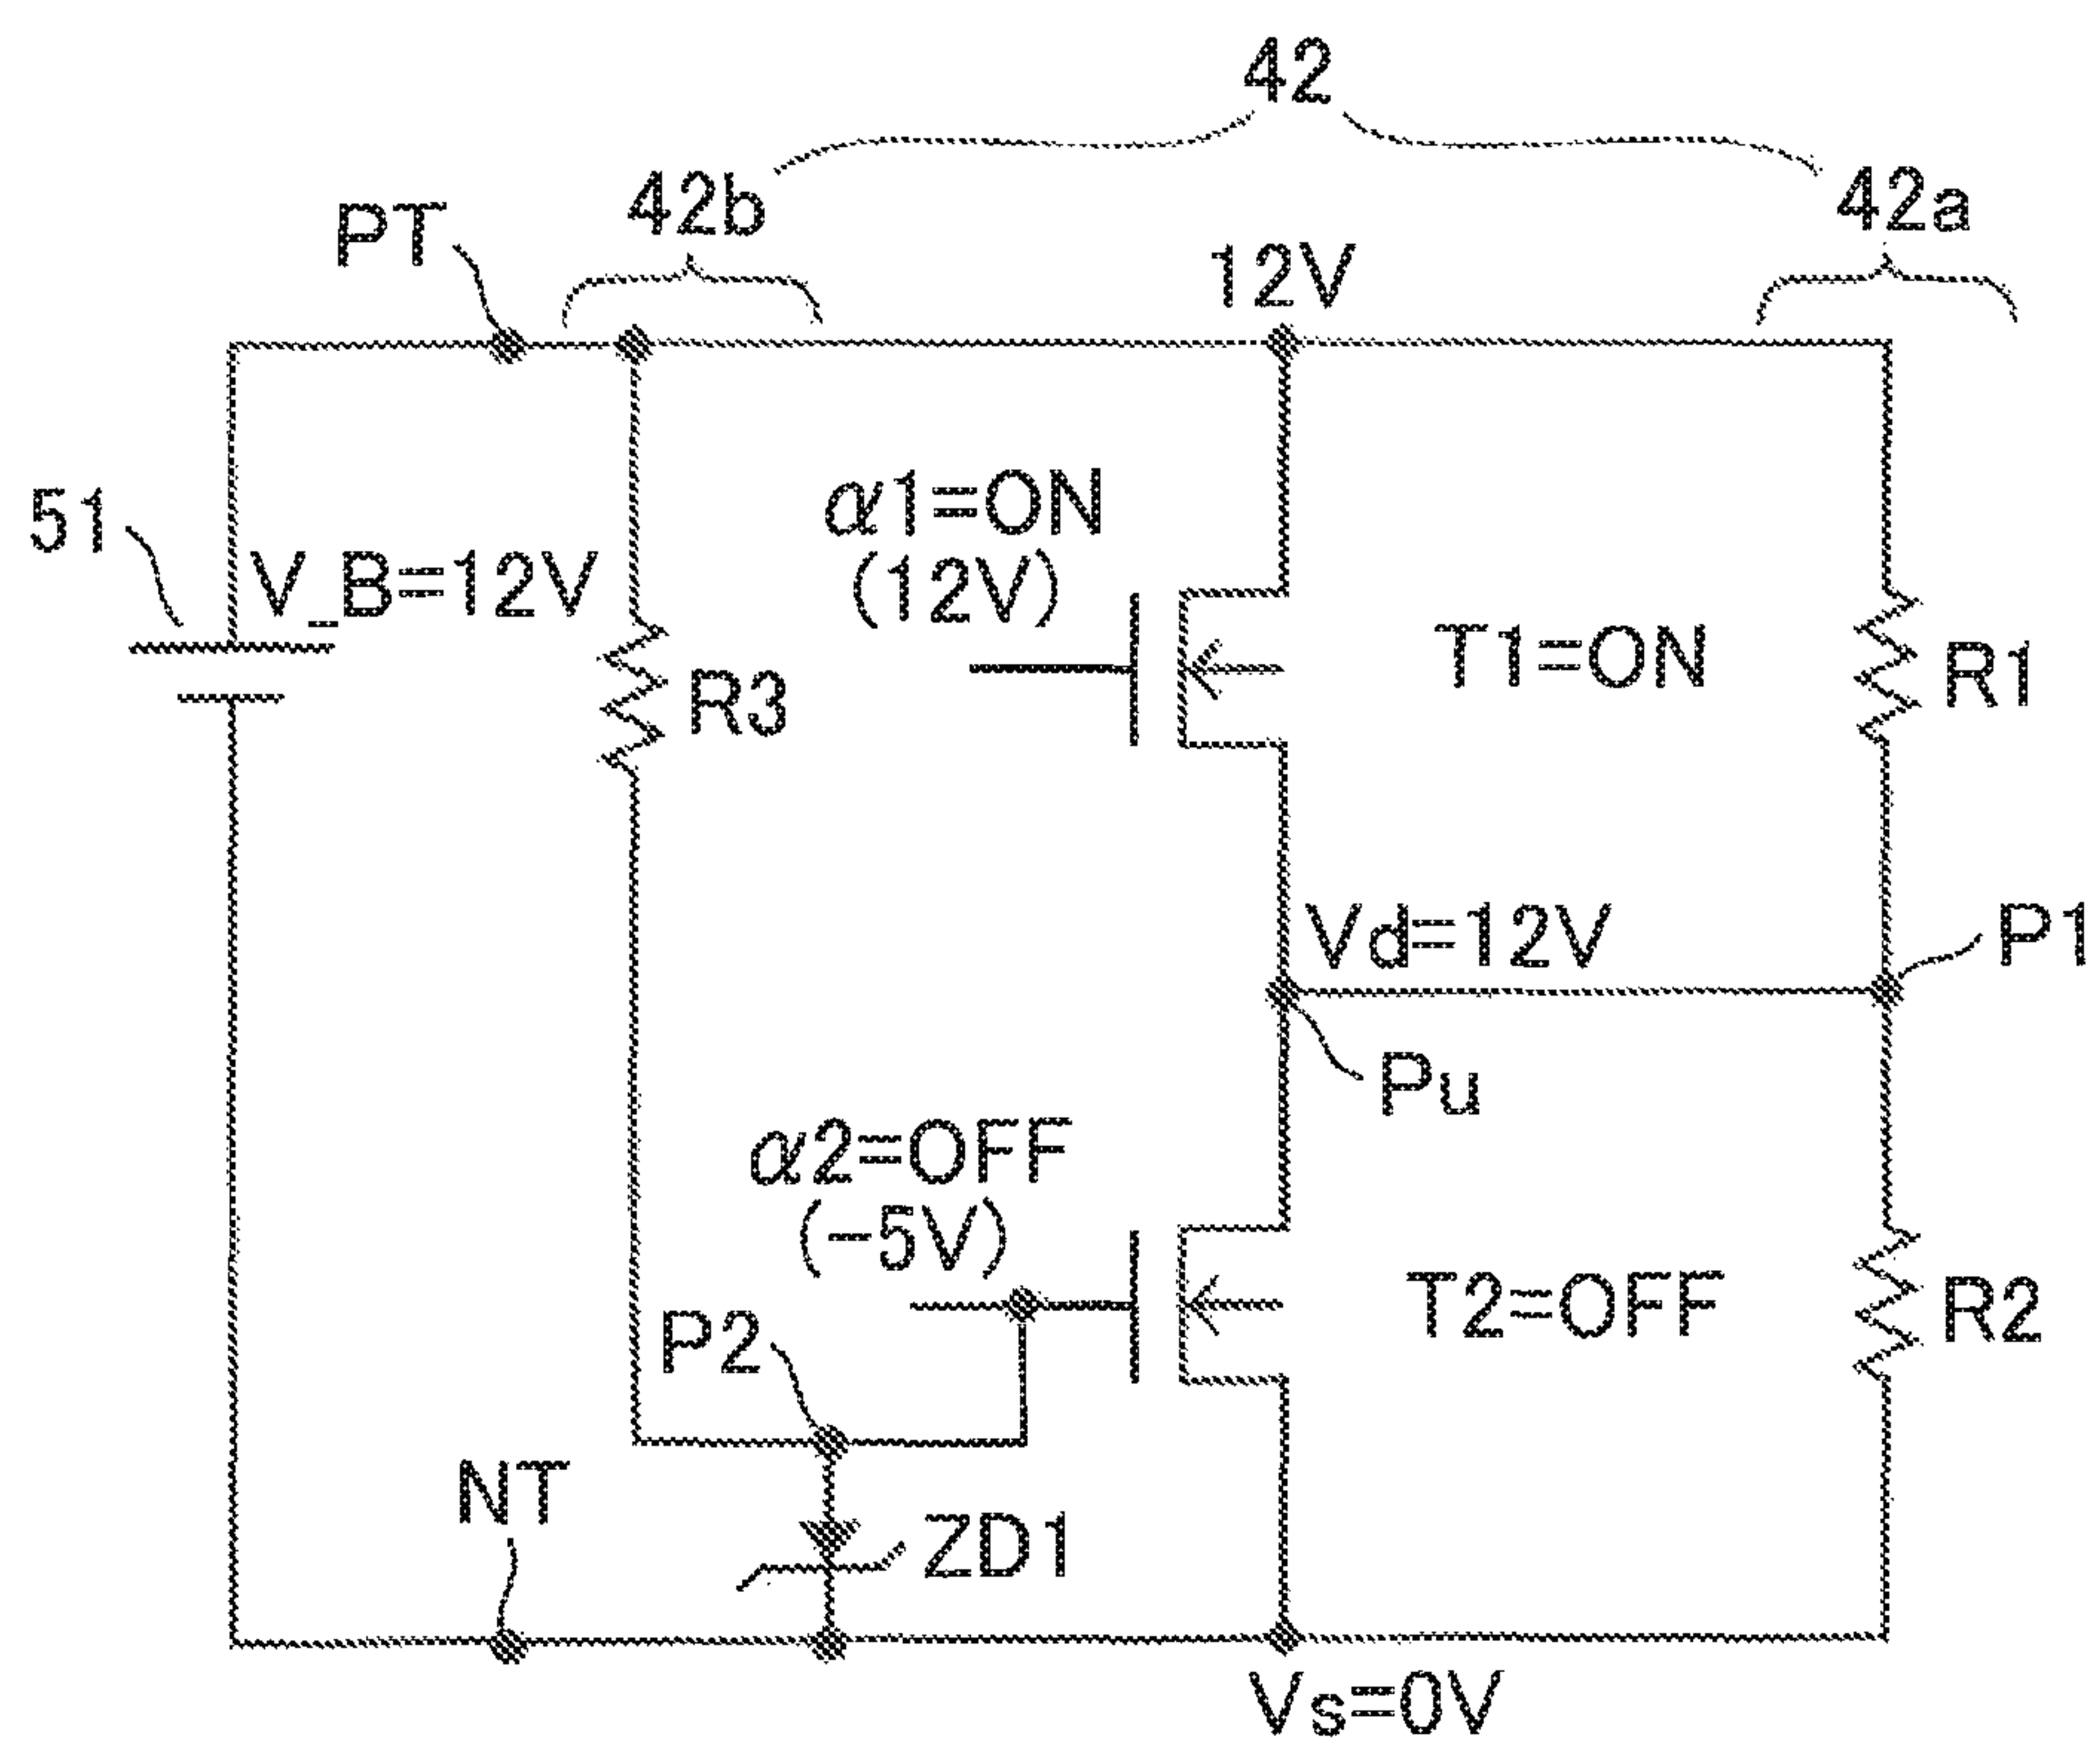 42
42b
42a
PT
12V
α1=ON
(12V)
51
V_B=12V
R3
T1=ON
R1
Vd=12V
P1
Pu
α2=OFF
(-5V)
P2
T2=OFF
R2
NT
ZD1
Vs=0V